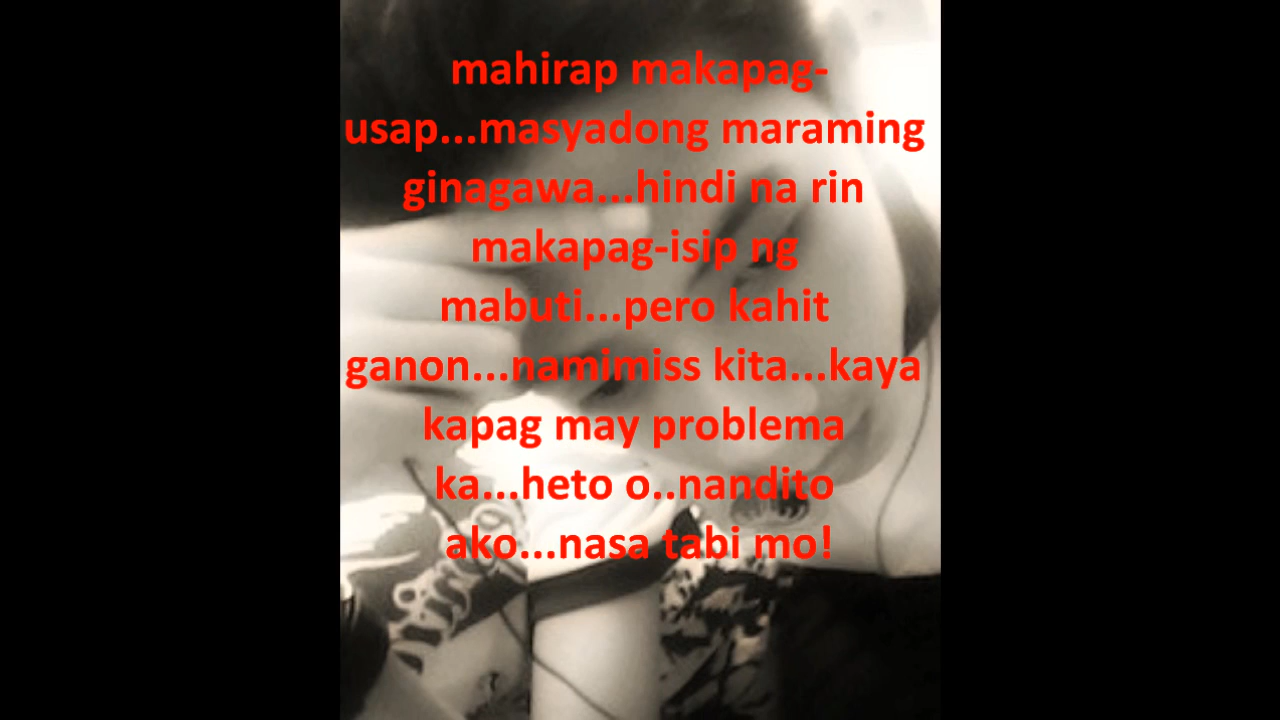 mahirap makapag-
usap...masyadong maraming
ginagawa...hindi na rin
makapag-isip ng
mabuti...pero kahit
ganon...namimiss kita...kaya
kapag may problema
ka...heto o..nandito
ako...nasa tabi mo!